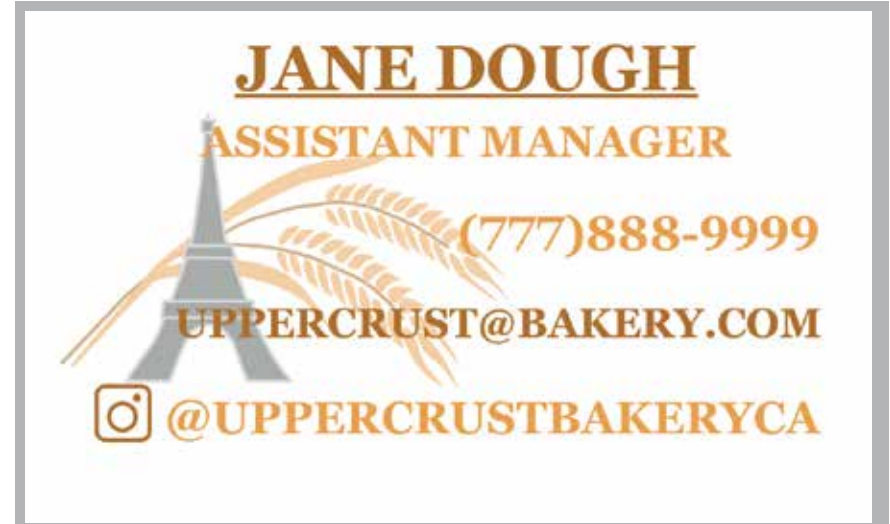 JANE DOUGH
ASSISTANT MANAGER
(777)888-9999
UPPERCRUST@BAKERY.COM
@UPPERCRUSTBAKERYCA